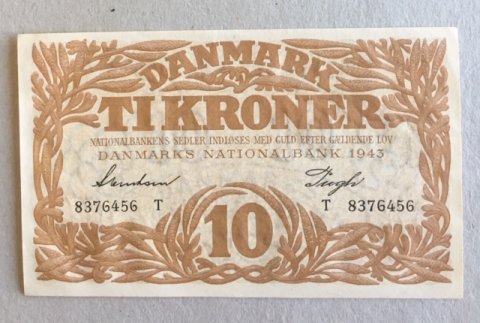 DANMARK
TI KRONER
NATIONALBANKENS SEDLER INDLØSES MED GULD EFTER GÆLDENDE LOV
DANMARKS NATIONALBANK 1943
8376456 T T 8376456
10